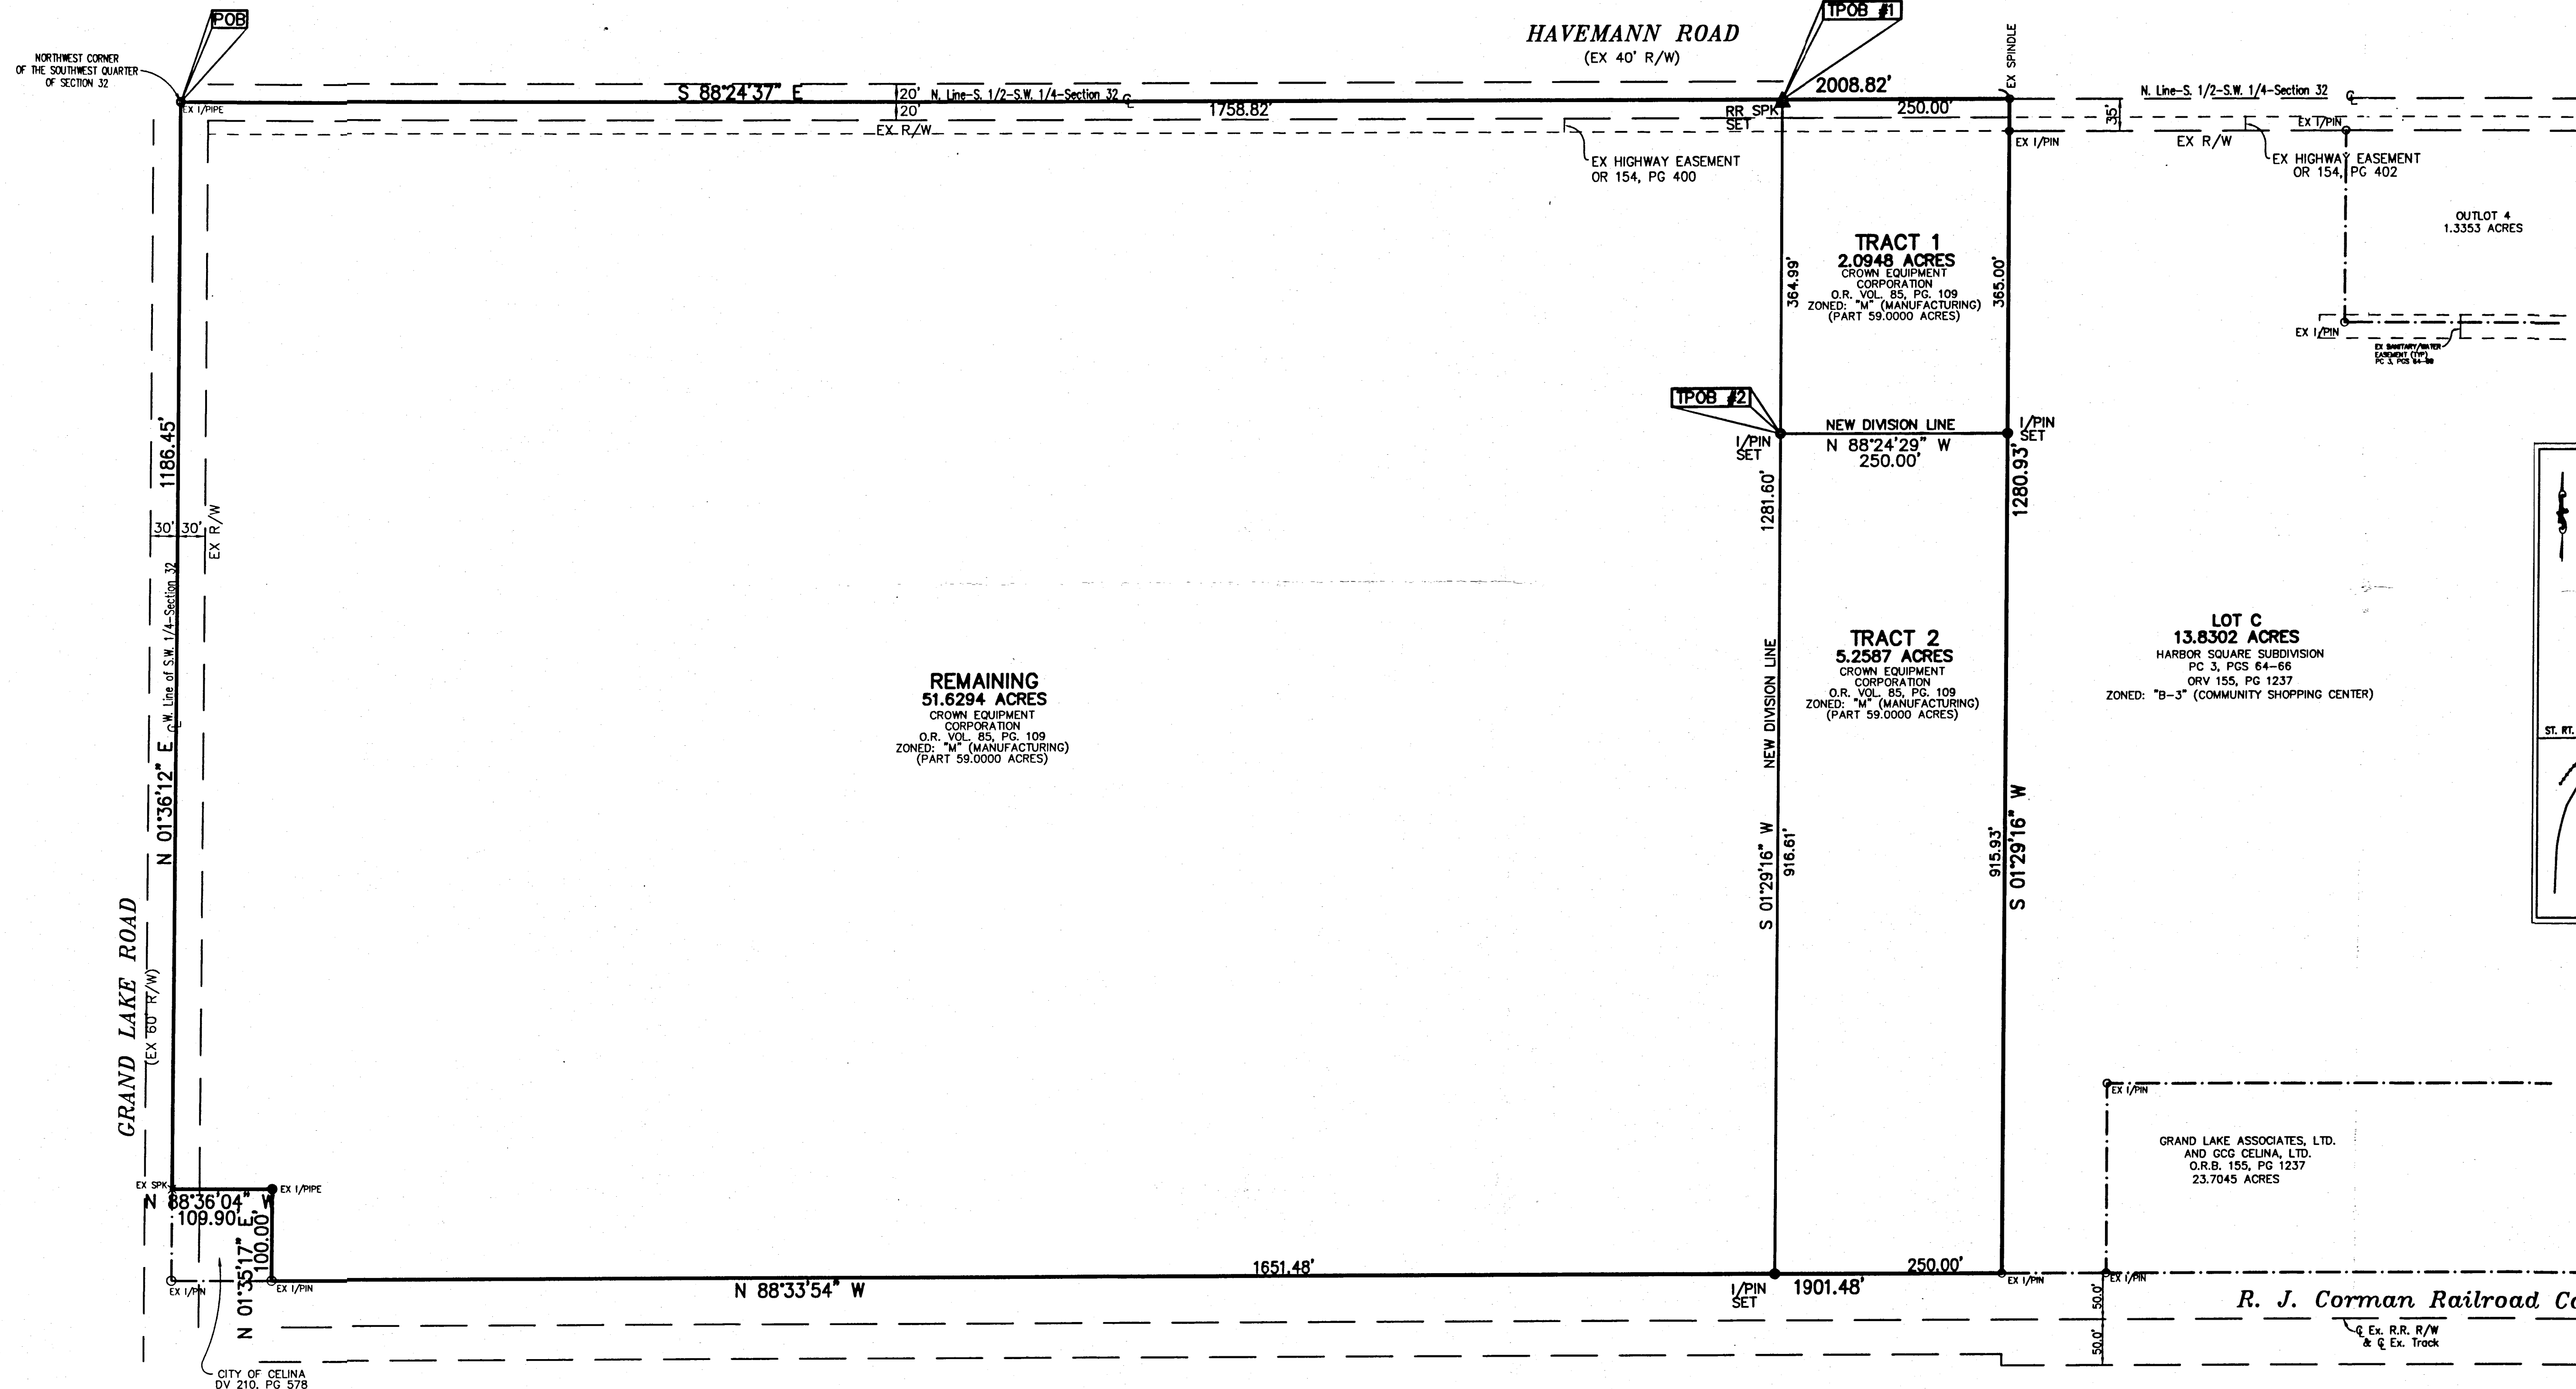 POB
TPOB #1
HAVEMANN ROAD
(EX 40' R/W)
EX SPINDLE
NORTHWEST CORNER
OF THE SOUTHWEST QUARTER
OF SECTION 32
EX I/PIPE
S 88°24'37" E
20'
20'
N. Line-S. 1/2-S.W. 1/4-Section 32 ℄
1758.82'
2008.82'
RR SPK
SET
250.00'
EX R/W
EX HIGHWAY EASEMENT
OR 154, PG 400
N. Line-S. 1/2-S.W. 1/4-Section 32 ℄
35'
EX I/PIN
EX I/PIN
EX R/W
EX HIGHWAY EASEMENT
OR 154, PG 402
OUTLOT 4
1.3353 ACRES
TRACT 1
2.0948 ACRES
CROWN EQUIPMENT
CORPORATION
O.R. VOL. 85, PG. 109
ZONED: "M" (MANUFACTURING)
(PART 59.0000 ACRES)
364.99'
365.00'
EX I/PIN
EX SANITARY/WATER
EASEMENT (TYP)
PC 3, PGS 64-66
TPOB #2
I/PIN
SET
NEW DIVISION LINE
N 88°24'29" W
250.00'
I/PIN
SET
1186.45'
30'
30'
EX R/W
℄ W. Line of S.W. 1/4-Section 32
N 01°36'12" E
1281.60'
1280.93'
NEW DIVISION LINE
S 01°29'16" W
916.61'
915.93'
S 01°29'16" W
REMAINING
51.6294 ACRES
CROWN EQUIPMENT
CORPORATION
O.R. VOL. 85, PG. 109
ZONED: "M" (MANUFACTURING)
(PART 59.0000 ACRES)
TRACT 2
5.2587 ACRES
CROWN EQUIPMENT
CORPORATION
O.R. VOL. 85, PG. 109
ZONED: "M" (MANUFACTURING)
(PART 59.0000 ACRES)
LOT C
13.8302 ACRES
HARBOR SQUARE SUBDIVISION
PC 3, PGS 64-66
ORV 155, PG 1237
ZONED: "B-3" (COMMUNITY SHOPPING CENTER)
ST. RT.
GRAND LAKE ROAD
(EX 60' R/W)
EX SPK
N 88°36'04" W
109.90'
EX I/PIPE
N 01°35'17" E
100.00'
EX I/PIN
EX I/PIN
CITY OF CELINA
DV 210, PG 578
N 88°33'54" W
1651.48'
I/PIN
SET
1901.48'
250.00'
EX I/PIN
EX I/PIN
EX I/PIN
GRAND LAKE ASSOCIATES, LTD.
AND GCG CELINA, LTD.
O.R.B. 155, PG 1237
23.7045 ACRES
50.0'
50.0'
R. J. Corman Railroad Co
℄ Ex. R.R. R/W
& ℄ Ex. Track